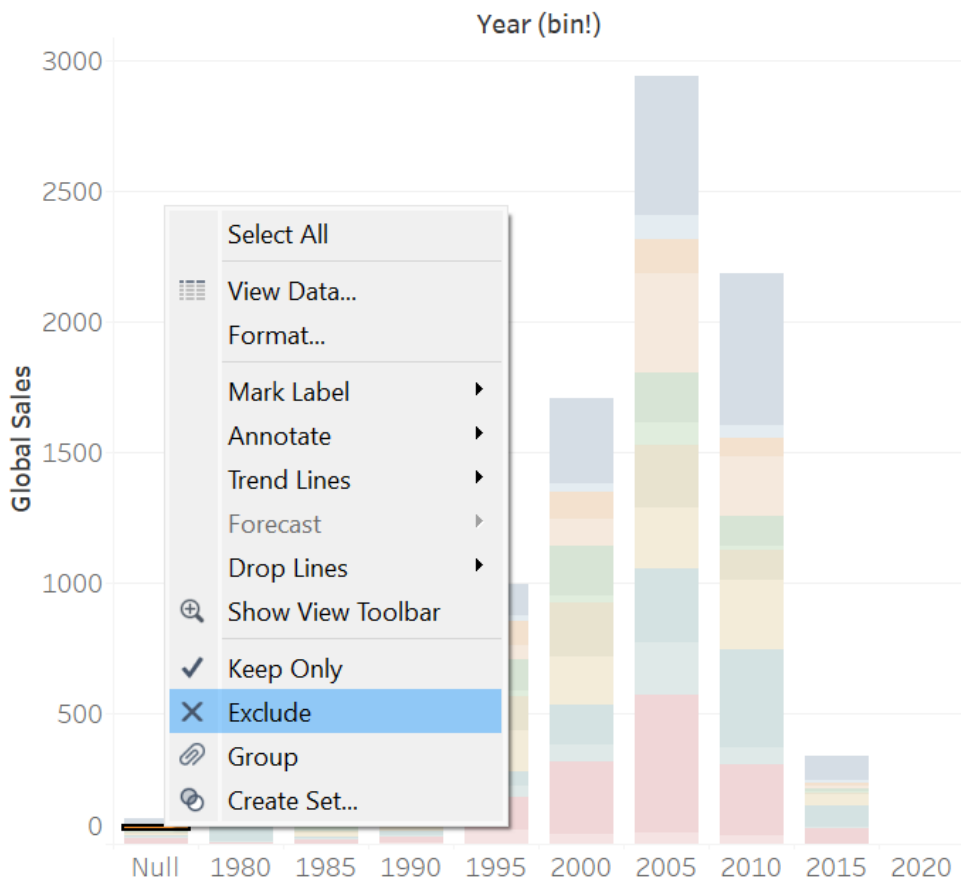 Year (bin!)
3000
2500
2000
1500
1000
500
0
Global Sales
Select All
View Data...
Format...
Mark Label
Annotate
Trend Lines
Forecast
Drop Lines
Show View Toolbar
Keep Only
Exclude
Group
Create Set...
Null 1980 1985 1990 1995 2000 2005 2010 2015 2020